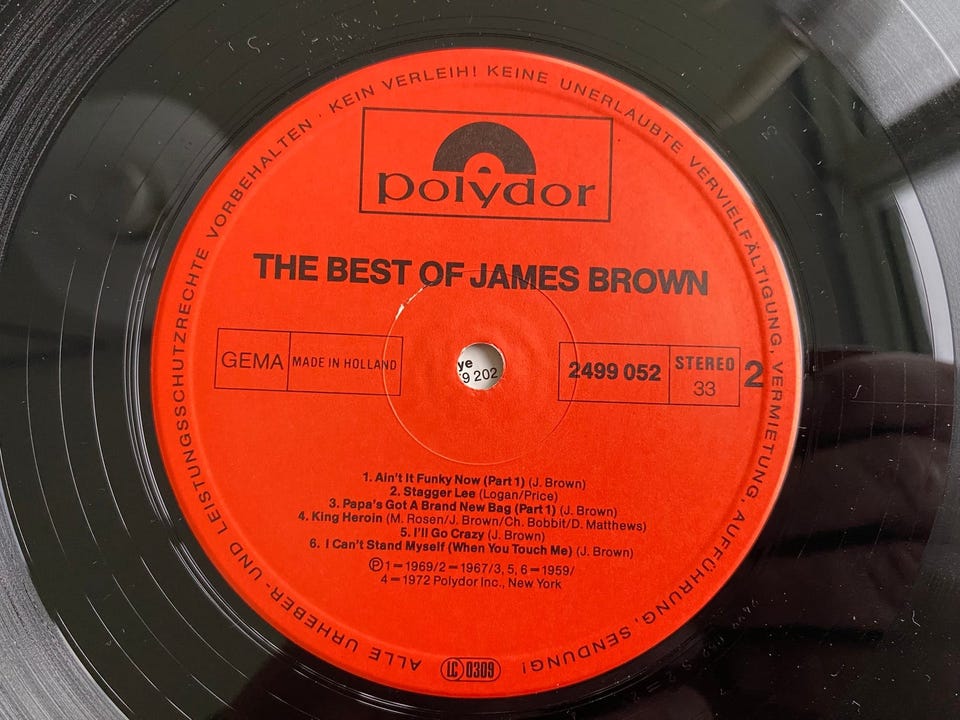 ALLE URHEBER- UND LEISTUNGSSCHUTZRECHTE VORBEHALTEN · KEIN VERLEIH! KEINE UNERLAUBTE VERVIELFÄLTIGUNG, VERMIETUNG, AUFFÜHRUNG, SENDUNG!
polydor
THE BEST OF JAMES BROWN
GEMA MADE IN HOLLAND
ye
9 202
2499 052 STEREO 33 2
1. Ain't It Funky Now (Part 1) (J. Brown)
2. Stagger Lee (Logan/Price)
3. Papa's Got A Brand New Bag (Part 1) (J. Brown)
4. King Heroin (M. Rosen/J. Brown/Ch. Bobbit/D. Matthews)
5. I'll Go Crazy (J. Brown)
6. I Can't Stand Myself (When You Touch Me) (J. Brown)
Ⓟ 1–1969/2–1967/3, 5, 6–1959/
4–1972 Polydor Inc., New York
LC 0309